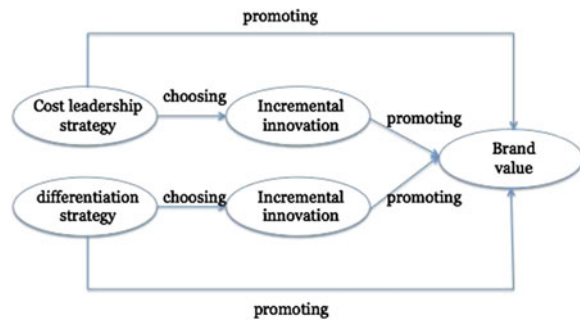 promoting
choosing
promoting
Cost leadership
strategy
Incremental
innovation
Brand
value
differentiation
strategy
choosing
Incremental
innovation
promoting
promoting